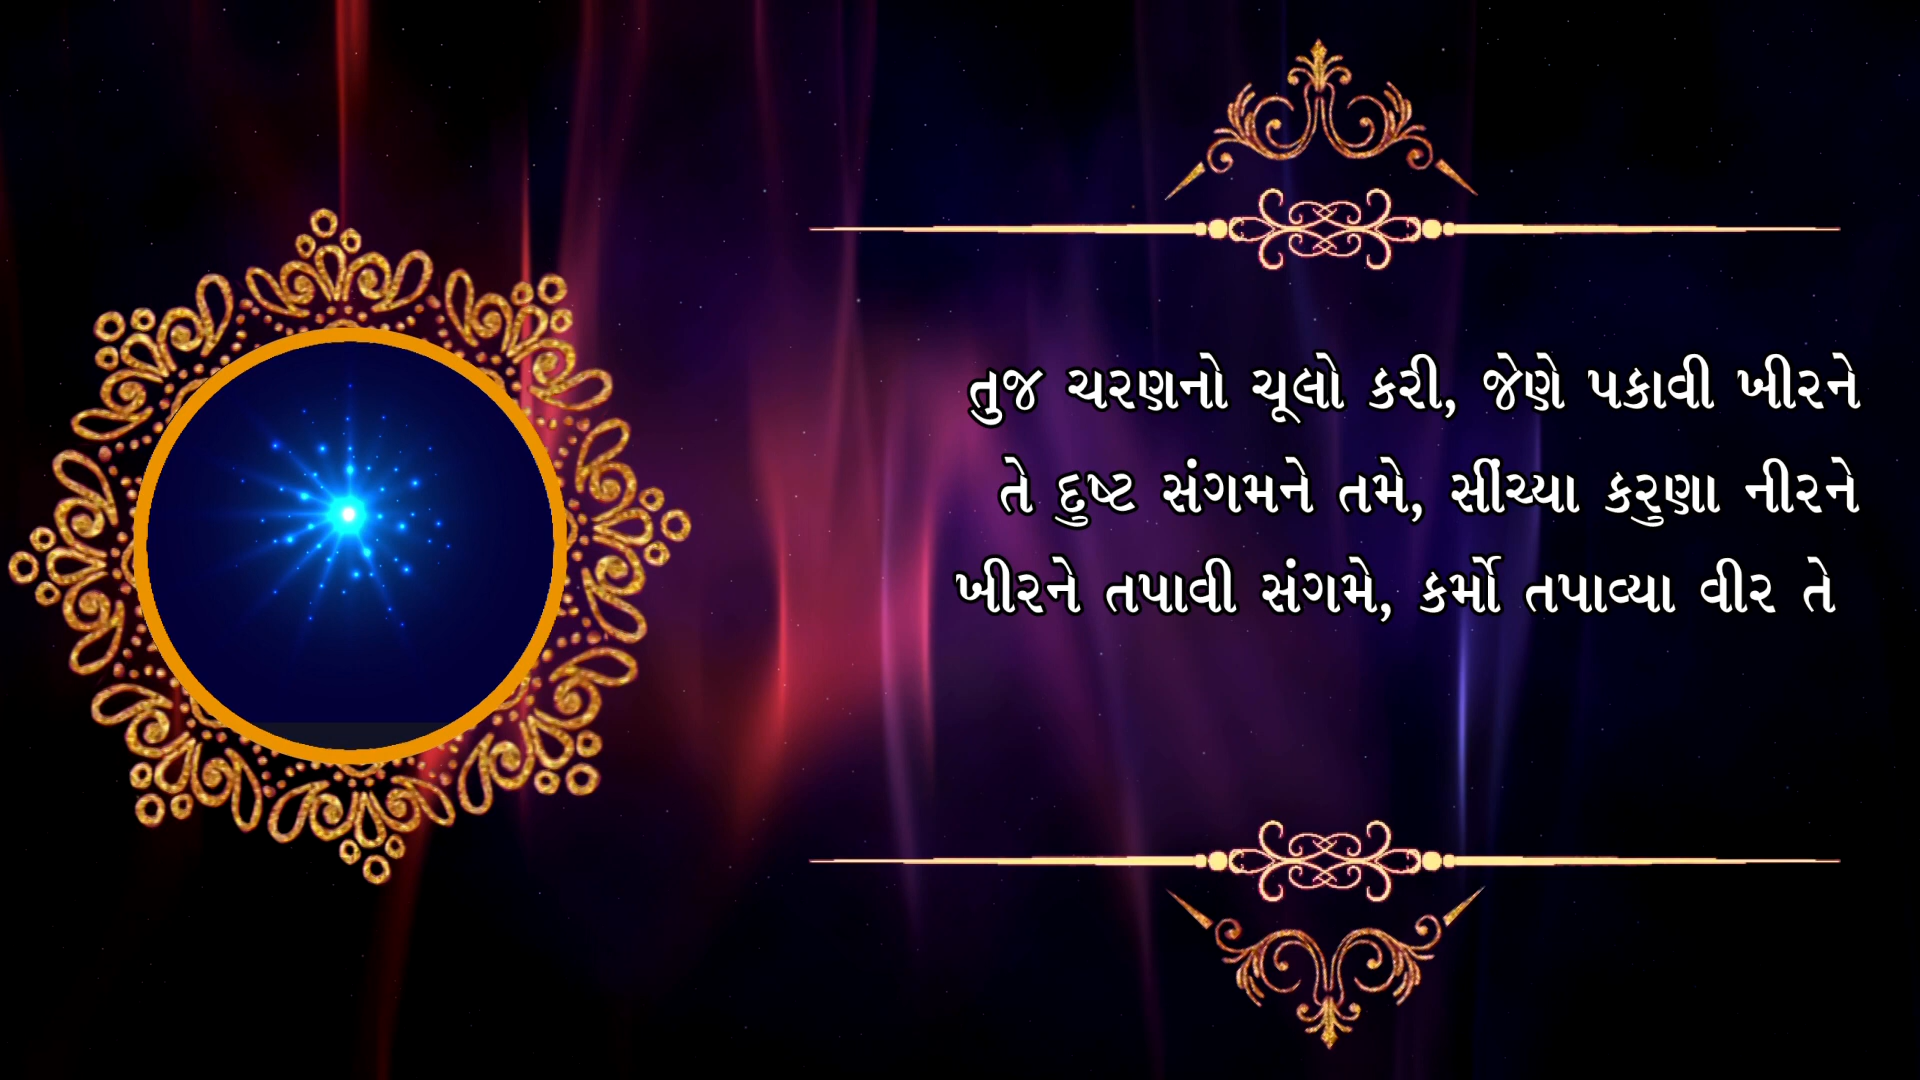 તુજ ચરણનો ચૂલો કરી, જેણે પકાવી ખીરને
તે દુષ્ટ સંગમને તમે, સીંચ્યા કરુણા નીરને
ખીરને તપાવી સંગમે, કર્મો તપાવ્યા વીર તે